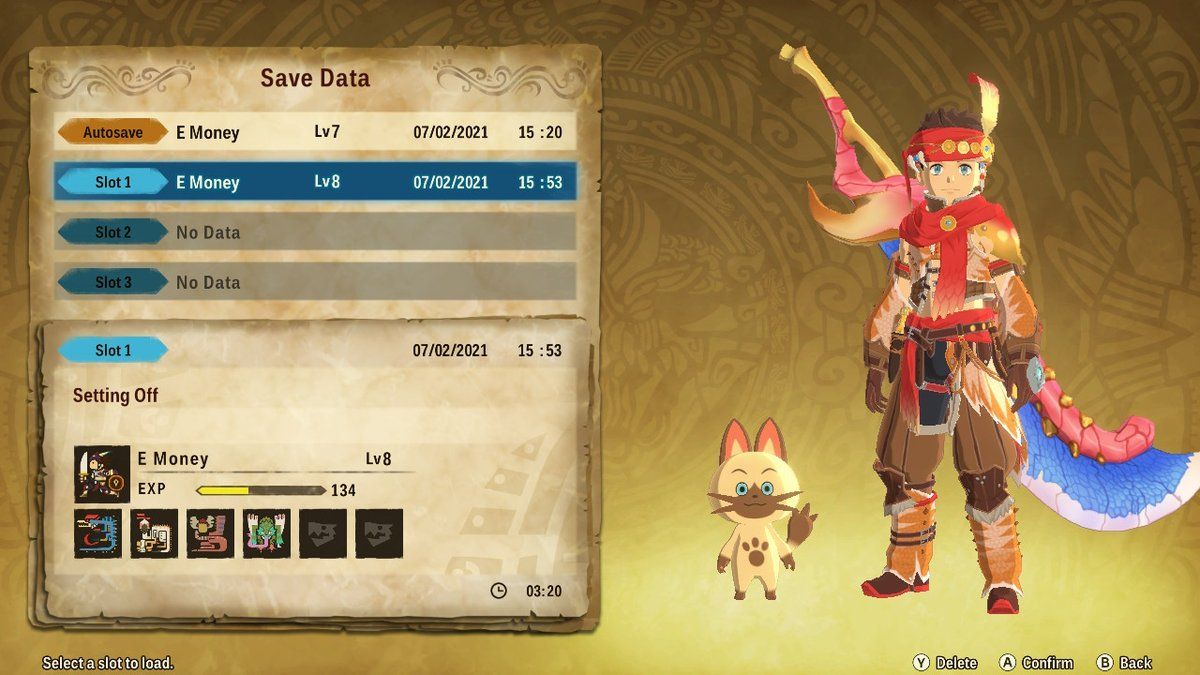 Save Data
Autosave E Money Lv7 07/02/2021 15 :20
Slot 1 E Money Lv8 07/02/2021 15 :53
Slot 2 No Data
Slot 3 No Data
Slot 1 07/02/2021 15 :53
Setting Off
E Money Lv8
EXP 134
03:20
Select a slot to load.
Y Delete A Confirm B Back